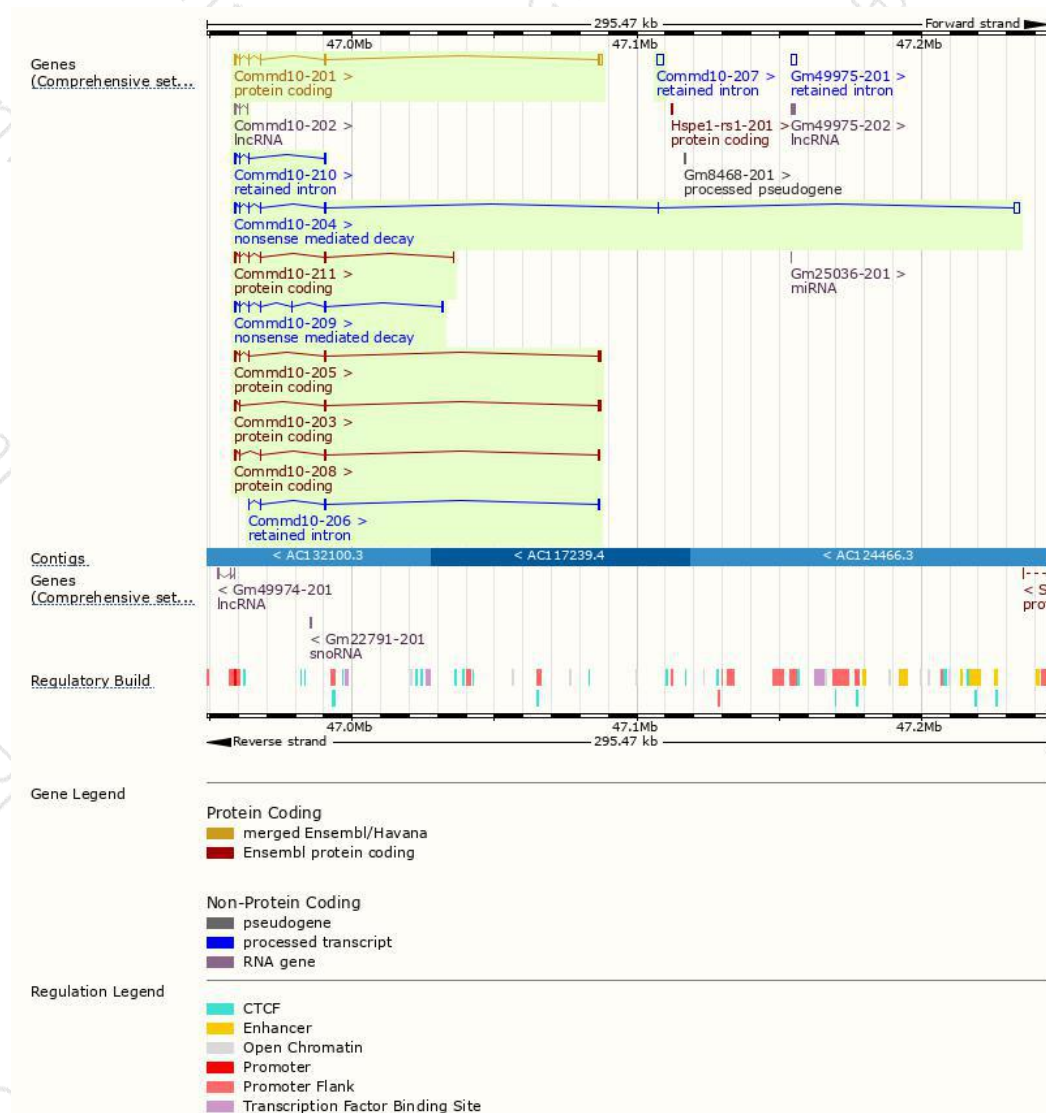 295.47 kb
Forward strand
47.0Mb 47.1Mb 47.2Mb
Genes
(Comprehensive set...
Commd10-201 >
protein coding
Commd10-207 >
retained intron
Gm49975-201 >
retained intron
Commd10-202 >
lncRNA
Hspe1-rs1-201 >
protein coding
Gm49975-202 >
lncRNA
Commd10-210 >
retained intron
Gm8468-201 >
processed pseudogene
Commd10-204 >
nonsense mediated decay
Commd10-211 >
protein coding
Gm25036-201 >
miRNA
Commd10-209 >
nonsense mediated decay
Commd10-205 >
protein coding
Commd10-203 >
protein coding
Commd10-208 >
protein coding
Commd10-206 >
retained intron
Contigs
< AC132100.3 < AC117239.4 < AC124466.3
Genes
(Comprehensive set...
< Gm49974-201
lncRNA
< S
pro
< Gm22791-201
snoRNA
Regulatory Build
47.0Mb 47.1Mb 47.2Mb
Reverse strand 295.47 kb
Gene Legend
Protein Coding
merged Ensembl/Havana
Ensembl protein coding
Non-Protein Coding
pseudogene
processed transcript
RNA gene
Regulation Legend
CTCF
Enhancer
Open Chromatin
Promoter
Promoter Flank
Transcription Factor Binding Site